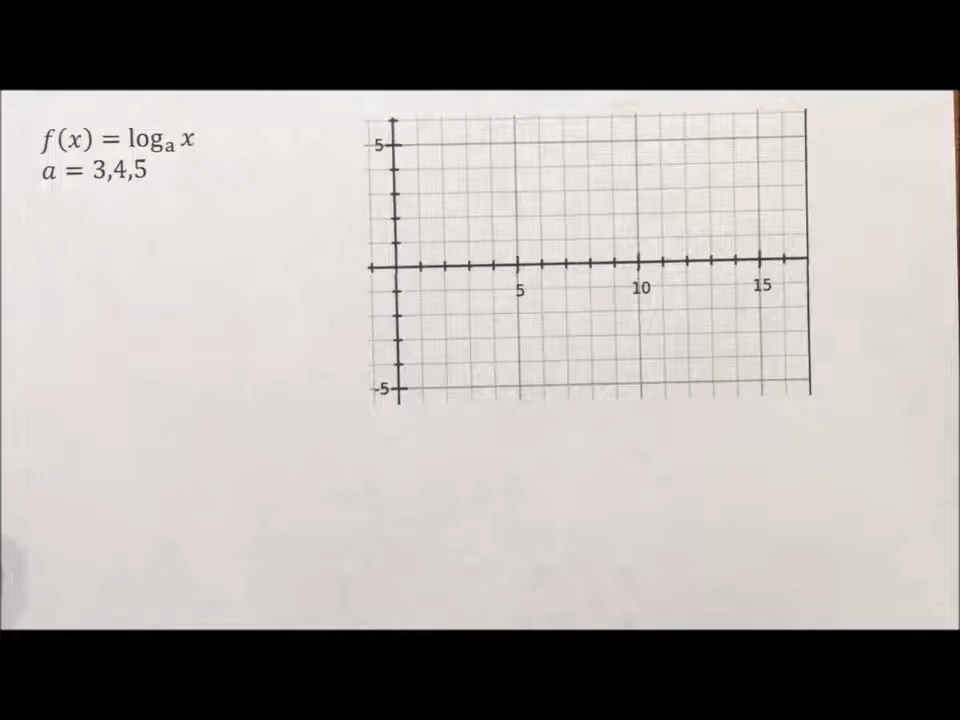 f(x) = logₐ x
a = 3,4,5
5
5 10 15
-5